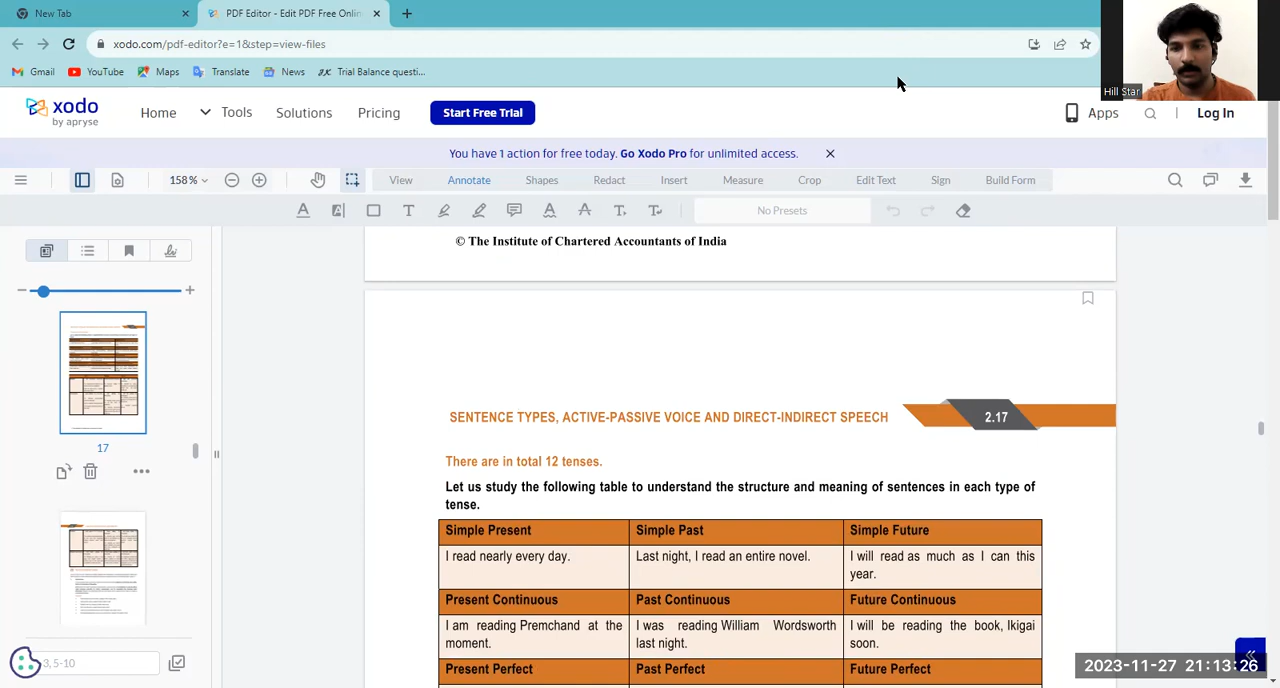 New Tab
PDF Editor - Edit PDF Free Onlin
xodo.com/pdf-editor?e=1&step=view-files
Gmail
YouTube
Maps
Translate
News
Trial Balance questi...
Hill Star
xodo
by apryse
Home
Tools
Solutions
Pricing
Start Free Trial
Apps
Log In
You have 1 action for free today. Go Xodo Pro for unlimited access.
158%
View
Annotate
Shapes
Redact
Insert
Measure
Crop
Edit Text
Sign
Build Form
No Presets
© The Institute of Chartered Accountants of India
SENTENCE TYPES, ACTIVE-PASSIVE VOICE AND DIRECT-INDIRECT SPEECH
2.17
17
There are in total 12 tenses.
Let us study the following table to understand the structure and meaning of sentences in each type of
tense.
Simple Present
Simple Past
Simple Future
I read nearly every day.
Last night, I read an entire novel.
I will read as much as I can this
year.
Present Continuous
Past Continuous
Future Continuous
I am reading Premchand at the
moment.
I was reading William Wordsworth
last night.
I will be reading the book, Ikigai
soon.
Present Perfect
Past Perfect
Future Perfect
3, 5-10
2023-11-27 21:13:26